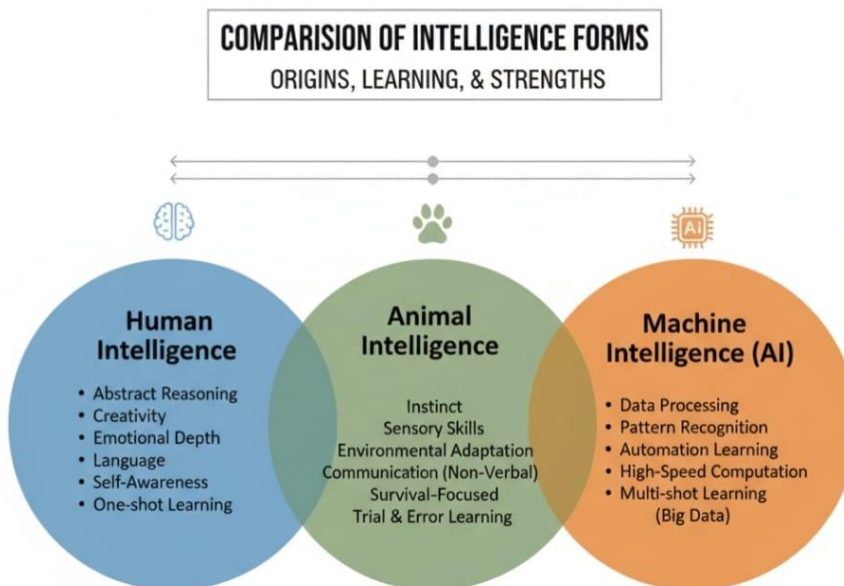 COMPARISION OF INTELLIGENCE FORMS
ORIGINS, LEARNING, & STRENGTHS
AI
Human
Intelligence
• Abstract Reasoning
• Creativity
• Emotional Depth
• Language
• Self-Awareness
• One-shot Learning
Animal
Intelligence
Instinct
Sensory Skills
Environmental Adaptation
Communication (Non-Verbal)
Survival-Focused
Trial & Error Learning
Machine
Intelligence (AI)
• Data Processing
• Pattern Recognition
• Automation Learning
• High-Speed Computation
• Multi-shot Learning
(Big Data)